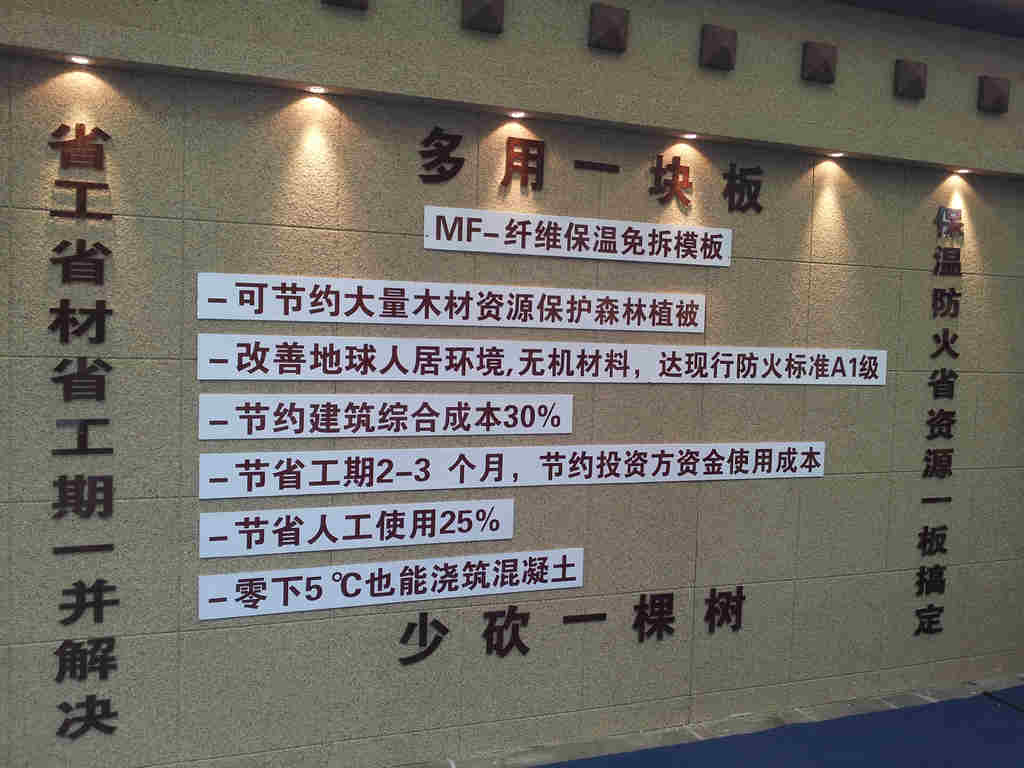 多用一块板
MF-纤维保温免拆模板
-可节约大量木材资源保护森林植被
-改善地球人居环境,无机材料，达现行防火标准A1级
-节约建筑综合成本30%
-节省工期2-3 个月，节约投资方资金使用成本
-节省人工使用25%
-零下5℃也能浇筑混凝土
少砍一棵树
省工省材省工期一并解决
保温防火省资源一板搞定